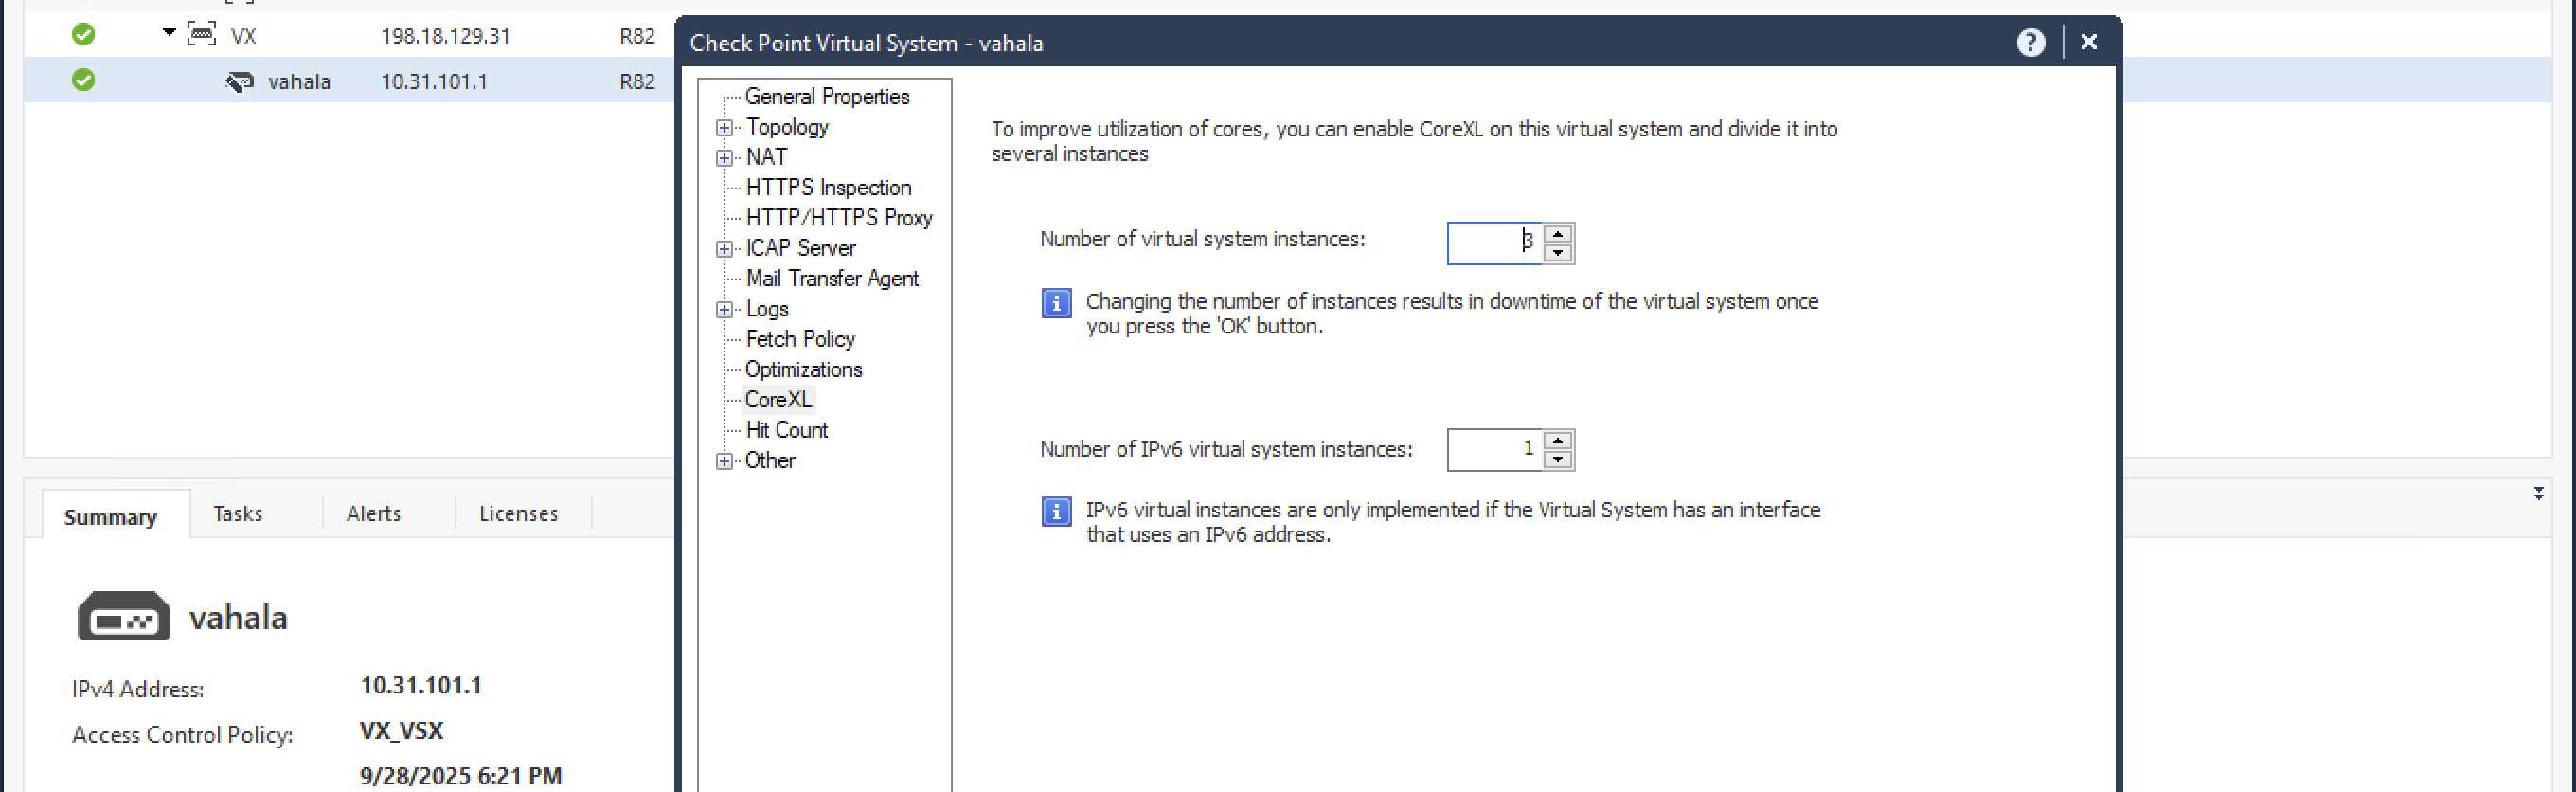 VX 198.18.129.31 R82
vahala 10.31.101.1 R82
Check Point Virtual System - vahala
General Properties
Topology
NAT
HTTPS Inspection
HTTP/HTTPS Proxy
ICAP Server
Mail Transfer Agent
Logs
Fetch Policy
Optimizations
CoreXL
Hit Count
Other
To improve utilization of cores, you can enable CoreXL on this virtual system and divide it into
several instances
Number of virtual system instances: 3
Changing the number of instances results in downtime of the virtual system once
you press the 'OK' button.
Number of IPv6 virtual system instances: 1
IPv6 virtual instances are only implemented if the Virtual System has an interface
that uses an IPv6 address.
Summary Tasks Alerts Licenses
vahala
IPv4 Address: 10.31.101.1
Access Control Policy: VX_VSX
9/28/2025 6:21 PM